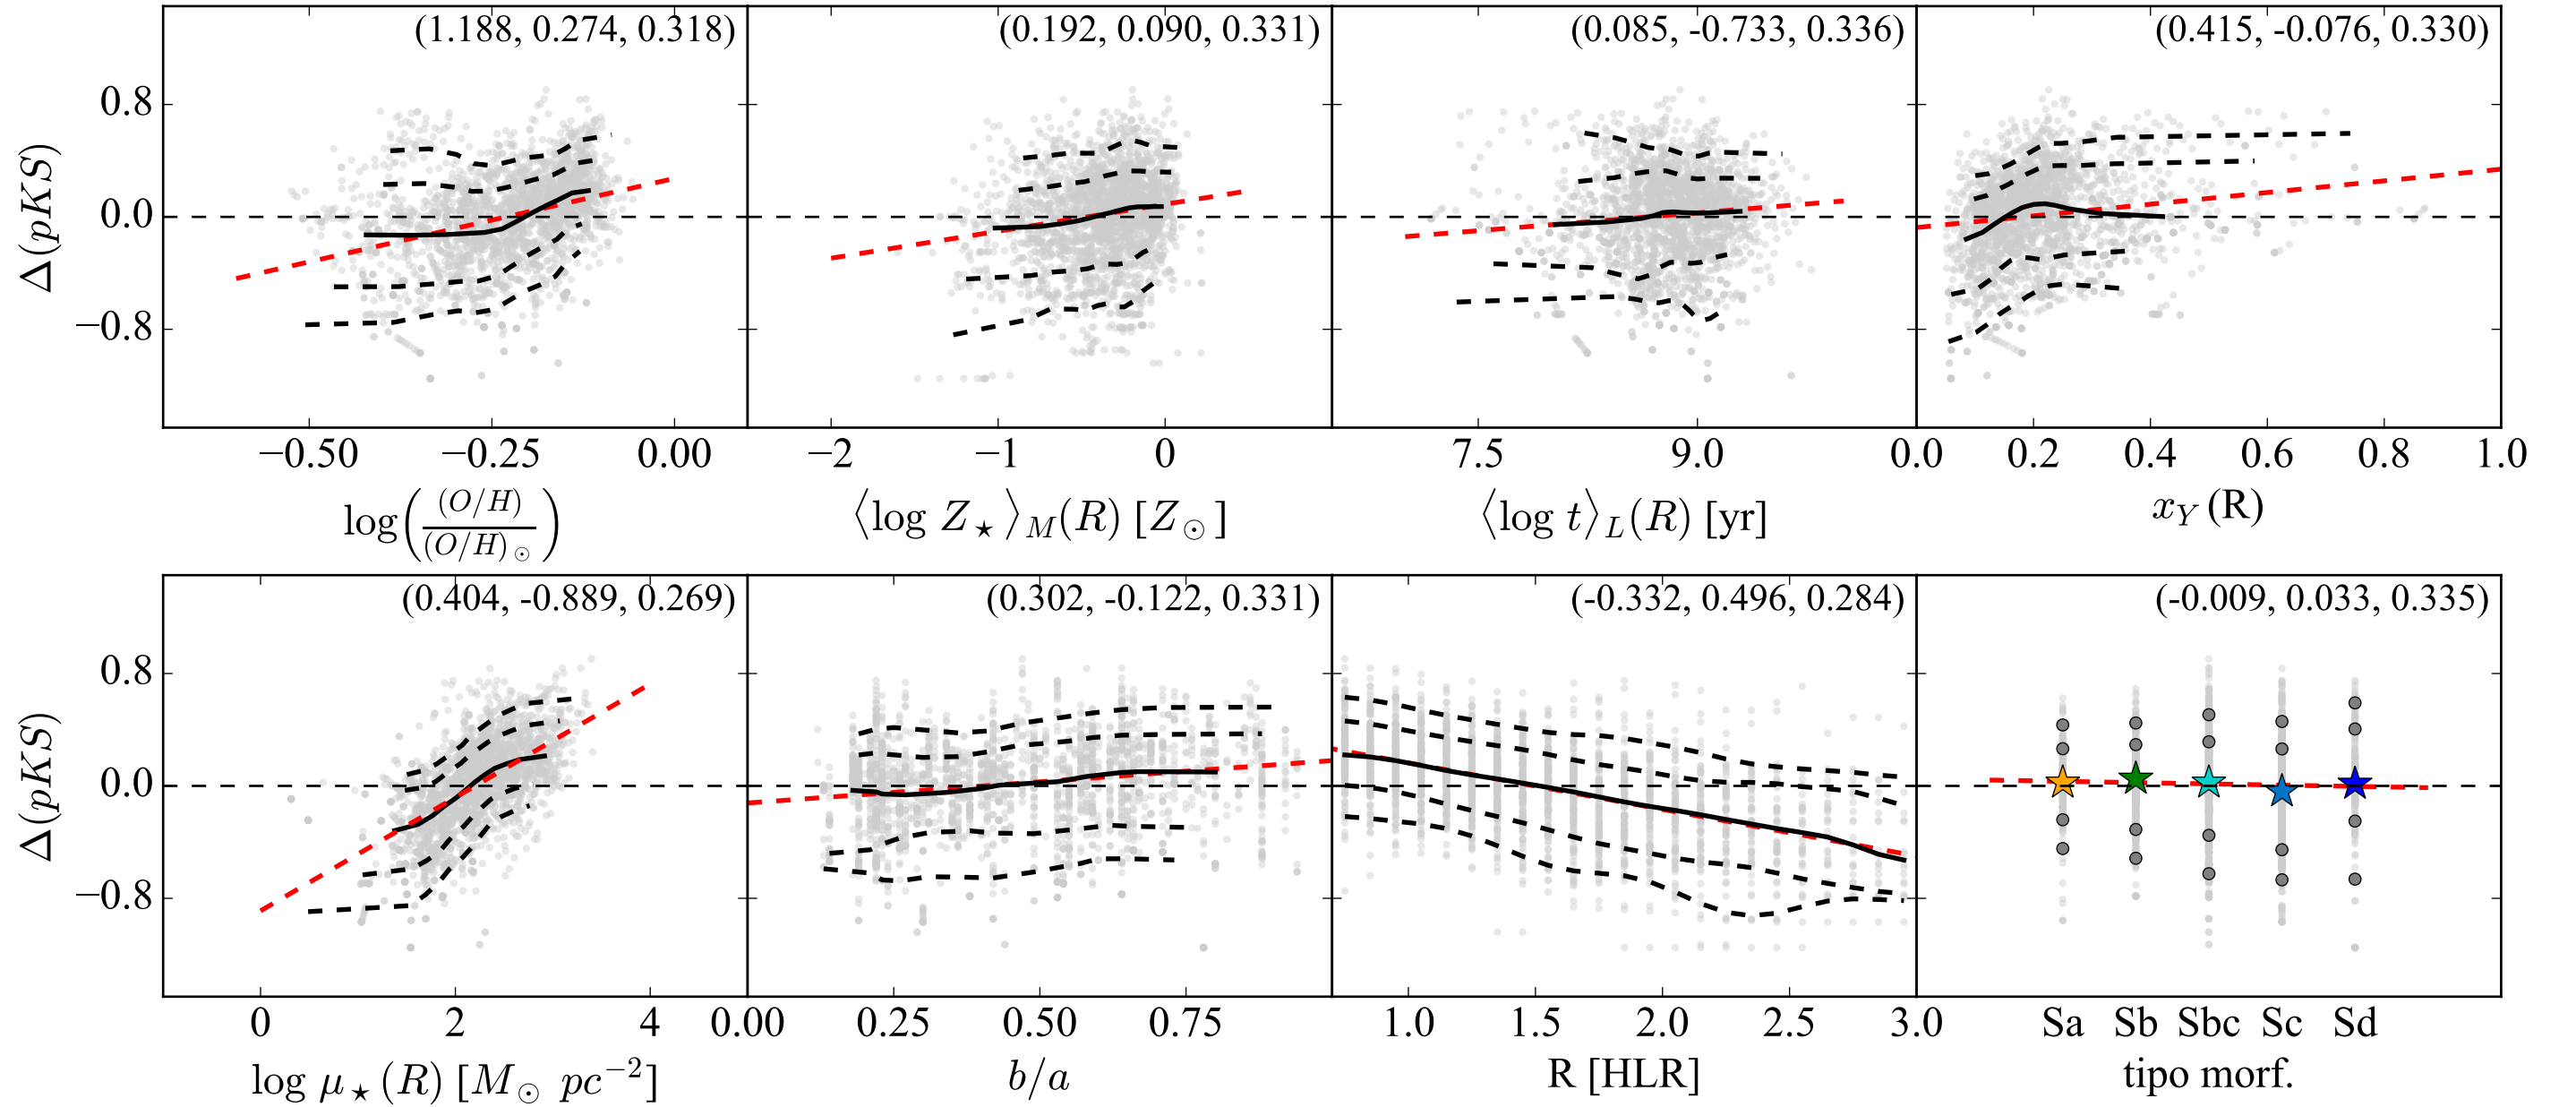 (1.188, 0.274, 0.318) (0.192, 0.090, 0.331) (0.085, -0.733, 0.336) (0.415, -0.076, 0.330)
0.8
0.0
−0.8
Δ(pKS)
−0.50 −0.25 0.00 −2 −1 0 7.5 9.0 0.0 0.2 0.4 0.6 0.8 1.0
log((O/H)/(O/H)⊙) ⟨log Z⋆⟩M(R) [Z⊙] ⟨log t⟩L(R) [yr] xY(R)
(0.404, -0.889, 0.269) (0.302, -0.122, 0.331) (-0.332, 0.496, 0.284) (-0.009, 0.033, 0.335)
0.8
0.0
−0.8
Δ(pKS)
0 2 4 0.00 0.25 0.50 0.75 1.0 1.5 2.0 2.5 3.0 Sa Sb Sbc Sc Sd
log μ⋆(R) [M⊙ pc⁻²] b/a R [HLR] tipo morf.